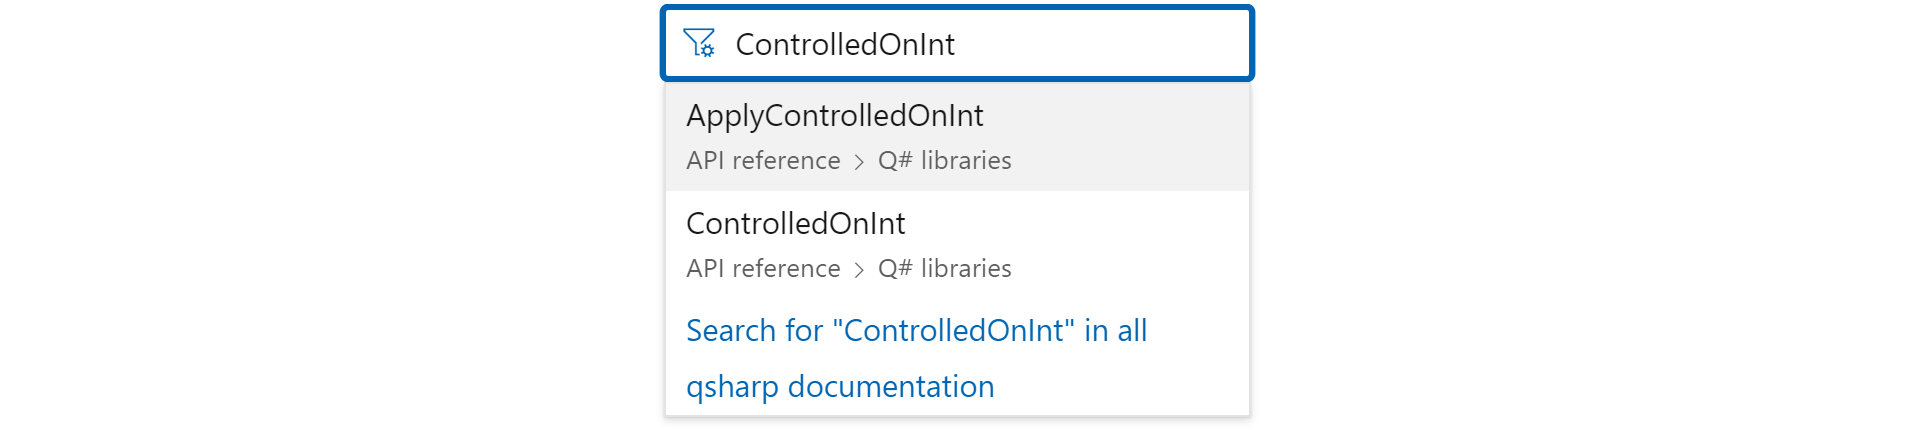 ControlledOnInt
ApplyControlledOnInt
API reference > Q# libraries
ControlledOnInt
API reference > Q# libraries
Search for "ControlledOnInt" in all
qsharp documentation